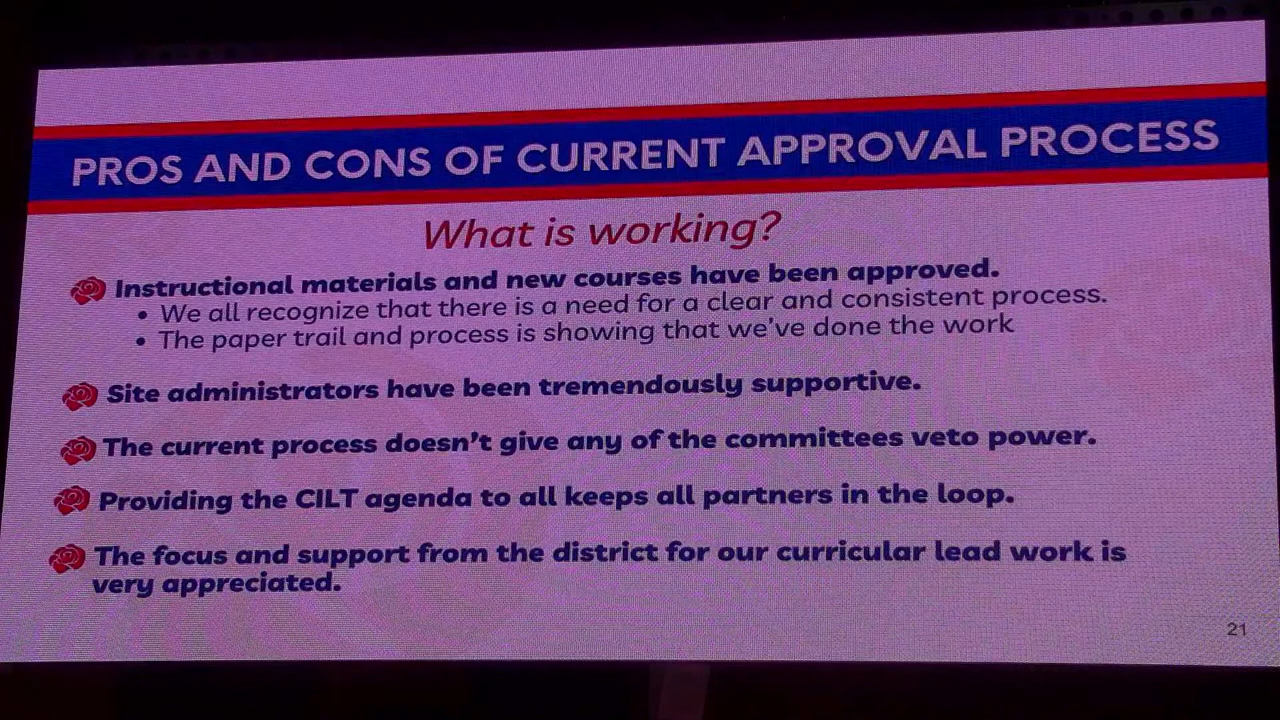 PROS AND CONS OF CURRENT APPROVAL PROCESS
What is working?
Instructional materials and new courses have been approved.
• We all recognize that there is a need for a clear and consistent process.
• The paper trail and process is showing that we've done the work
Site administrators have been tremendously supportive.
The current process doesn't give any of the committees veto power.
Providing the CILT agenda to all keeps all partners in the loop.
The focus and support from the district for our curricular lead work is
very appreciated.
21